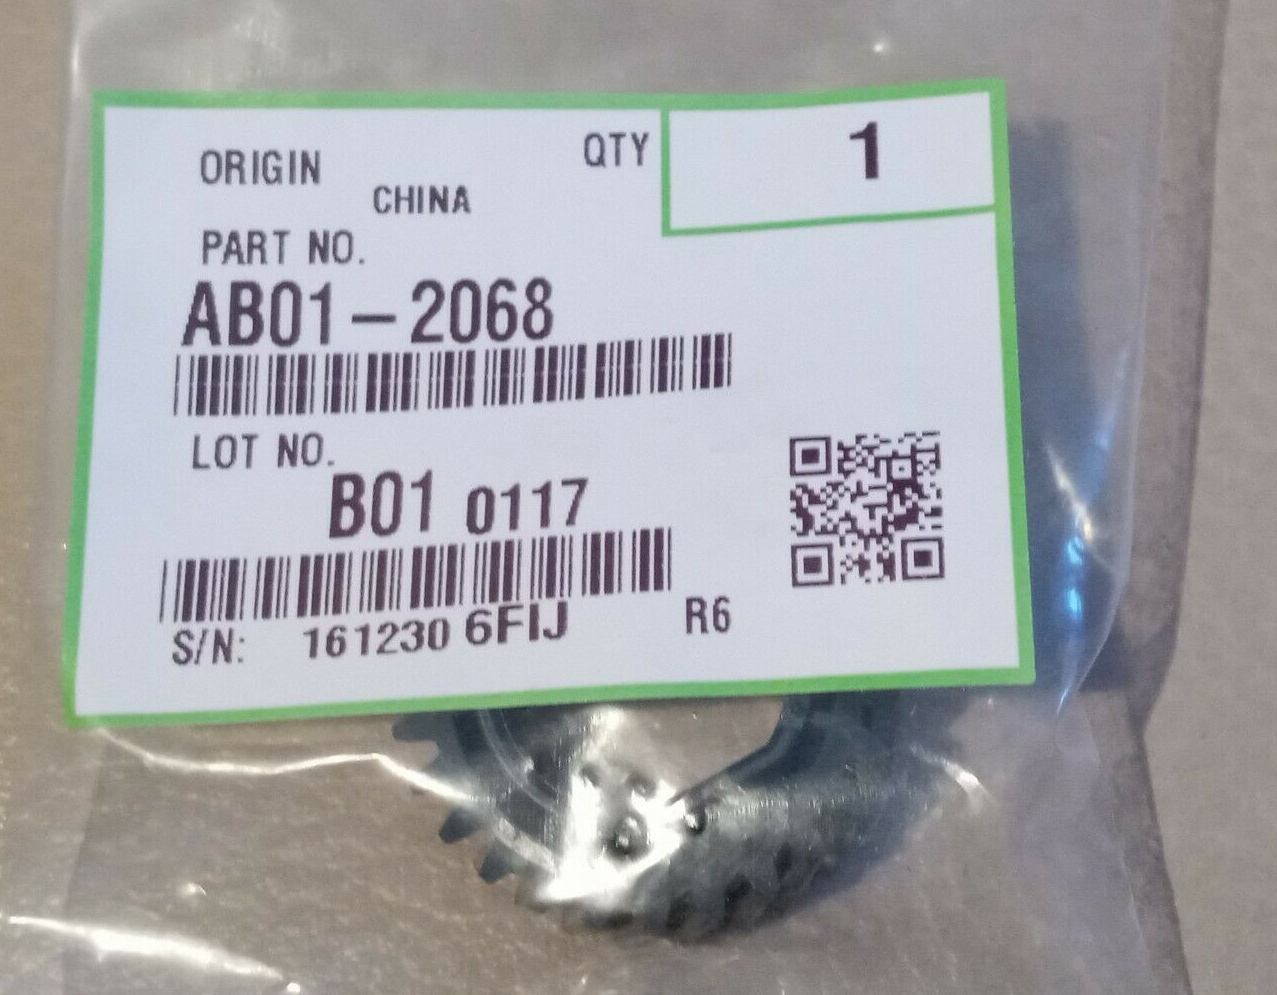 ORIGIN
CHINA
QTY
1
PART NO.
AB01-2068
LOT NO.
B01 0117
S/N: 161230 6FIJ
R6